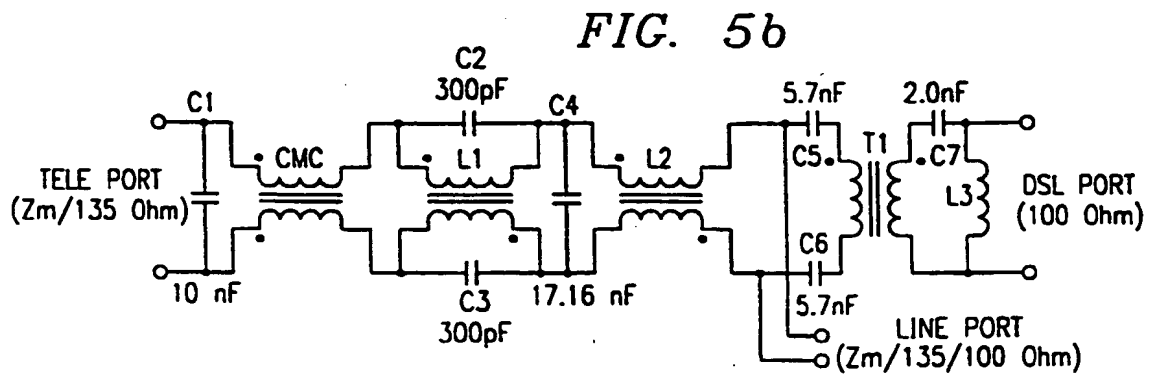 FIG. 5b
C2
300pF
C1
C4
5.7nF
2.0nF
CMC
L1
L2
C5
T1
C7
L3
TELE PORT
(Zm/135 Ohm)
DSL PORT
(100 Ohm)
C6
10 nF
C3
300pF
17.16 nF
5.7nF
LINE PORT
(Zm/135/100 Ohm)